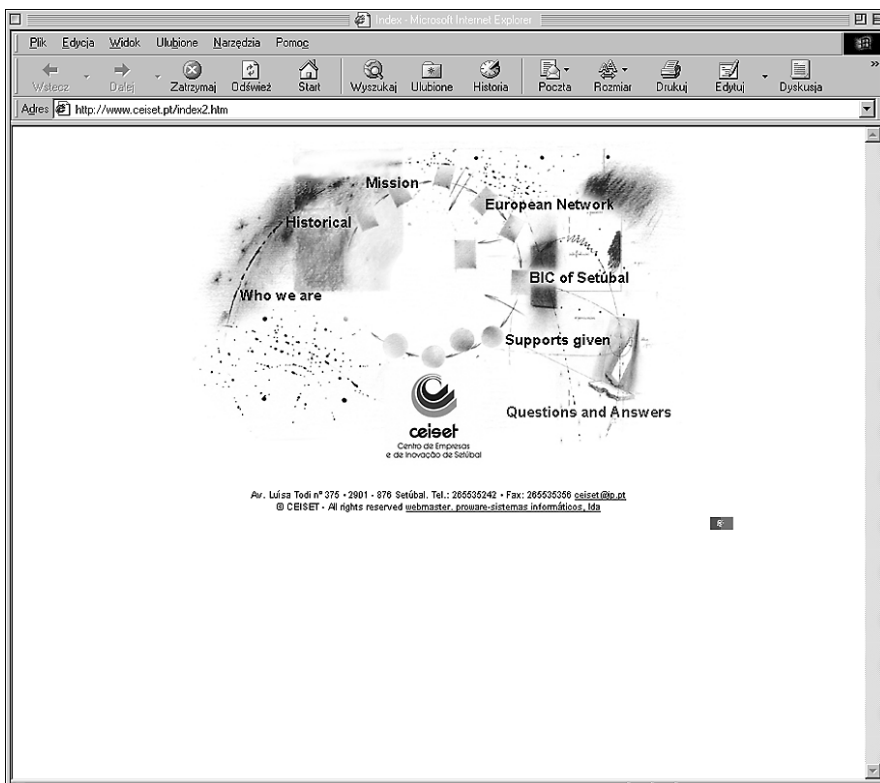 Index - Microsoft Internet Explorer
Plik Edycja Widok Ulubione Narzędzia Pomoc
Wstecz Dalej Zatrzymaj Odśwież Start Wyszukaj Ulubione Historia Poczta Rozmiar Drukuj Edytuj Dyskusja
Adres http://www.ceiset.pt/index2.htm
Mission
European Network
Historical
BIC of Setúbal
Who we are
Supports given
Questions and Answers
ceiset
Centro de Empresas
e de Inovação de Setúbal
Av. Luísa Todi nº 375 • 2901 - 876 Setúbal. Tel.: 265535242 • Fax: 265535356 ceiset@ip.pt
© CEISET - All rights reserved webmaster. proware-sistemas informáticos, lda